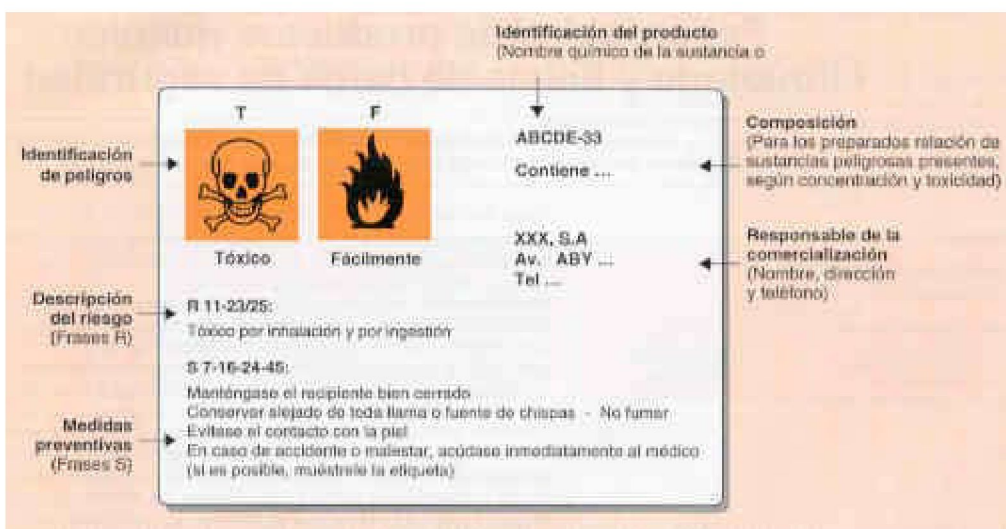 Identificación del producto
(Nombre químico de la sustancia o
T
F
ABCDE-33
Contiene ...
Composición
(Para los preparados relación de
sustancias peligrosas presentes,
según concentración y toxicidad)
Identificación
de peligros
Tóxico
Fácilmente
XXX, S.A
Av. ABY ...
Tel ...
Responsable de la
comercialización
(Nombre, dirección
y teléfono)
Descripción
del riesgo
(Frases R)
R 11-23/25:
Tóxico por inhalación y por ingestión
S 7-16-24-45:
Manténgase el recipiente bien cerrado
Conservar alejado de toda llama o fuente de chispas - No fumar
Evítase el contacto con la piel
En caso de accidente o malestar, acúdase inmediatamente al médico
(si es posible, muéstrele la etiqueta)
Medidas
preventivas
(Frases S)